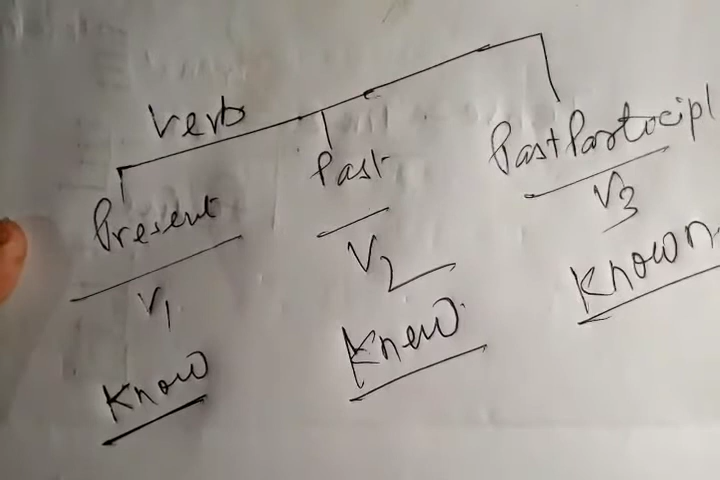 Verb
Present
V1
Know
Past
V2
Knew.
Past Partocipl
V3
Known.